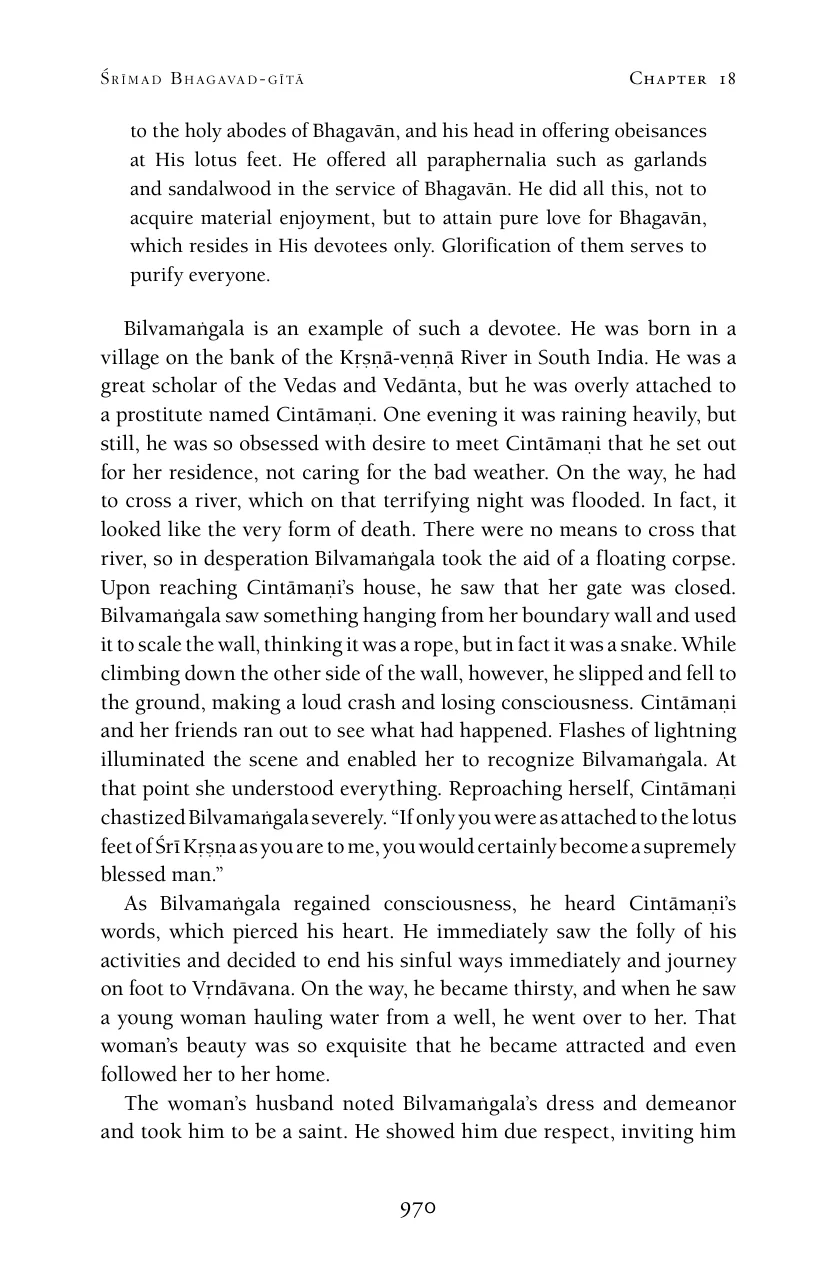 Śrīmad Bhagavad-gītā Chapter 18
to the holy abodes of Bhagavān, and his head in offering obeisances
at His lotus feet. He offered all paraphernalia such as garlands
and sandalwood in the service of Bhagavān. He did all this, not to
acquire material enjoyment, but to attain pure love for Bhagavān,
which resides in His devotees only. Glorification of them serves to
purify everyone.
Bilvamaṅgala is an example of such a devotee. He was born in a
village on the bank of the Kṛṣṇā-veṇṇā River in South India. He was a
great scholar of the Vedas and Vedānta, but he was overly attached to
a prostitute named Cintāmaṇi. One evening it was raining heavily, but
still, he was so obsessed with desire to meet Cintāmaṇi that he set out
for her residence, not caring for the bad weather. On the way, he had
to cross a river, which on that terrifying night was flooded. In fact, it
looked like the very form of death. There were no means to cross that
river, so in desperation Bilvamaṅgala took the aid of a floating corpse.
Upon reaching Cintāmaṇi’s house, he saw that her gate was closed.
Bilvamaṅgala saw something hanging from her boundary wall and used
it to scale the wall, thinking it was a rope, but in fact it was a snake. While
climbing down the other side of the wall, however, he slipped and fell to
the ground, making a loud crash and losing consciousness. Cintāmaṇi
and her friends ran out to see what had happened. Flashes of lightning
illuminated the scene and enabled her to recognize Bilvamaṅgala. At
that point she understood everything. Reproaching herself, Cintāmaṇi
chastized Bilvamaṅgala severely. “If only you were as attached to the lotus
feet of Śrī Kṛṣṇa as you are to me, you would certainly become a supremely
blessed man.”
As Bilvamaṅgala regained consciousness, he heard Cintāmaṇi’s
words, which pierced his heart. He immediately saw the folly of his
activities and decided to end his sinful ways immediately and journey
on foot to Vṛndāvana. On the way, he became thirsty, and when he saw
a young woman hauling water from a well, he went over to her. That
woman’s beauty was so exquisite that he became attracted and even
followed her to her home.
The woman’s husband noted Bilvamaṅgala’s dress and demeanor
and took him to be a saint. He showed him due respect, inviting him
970